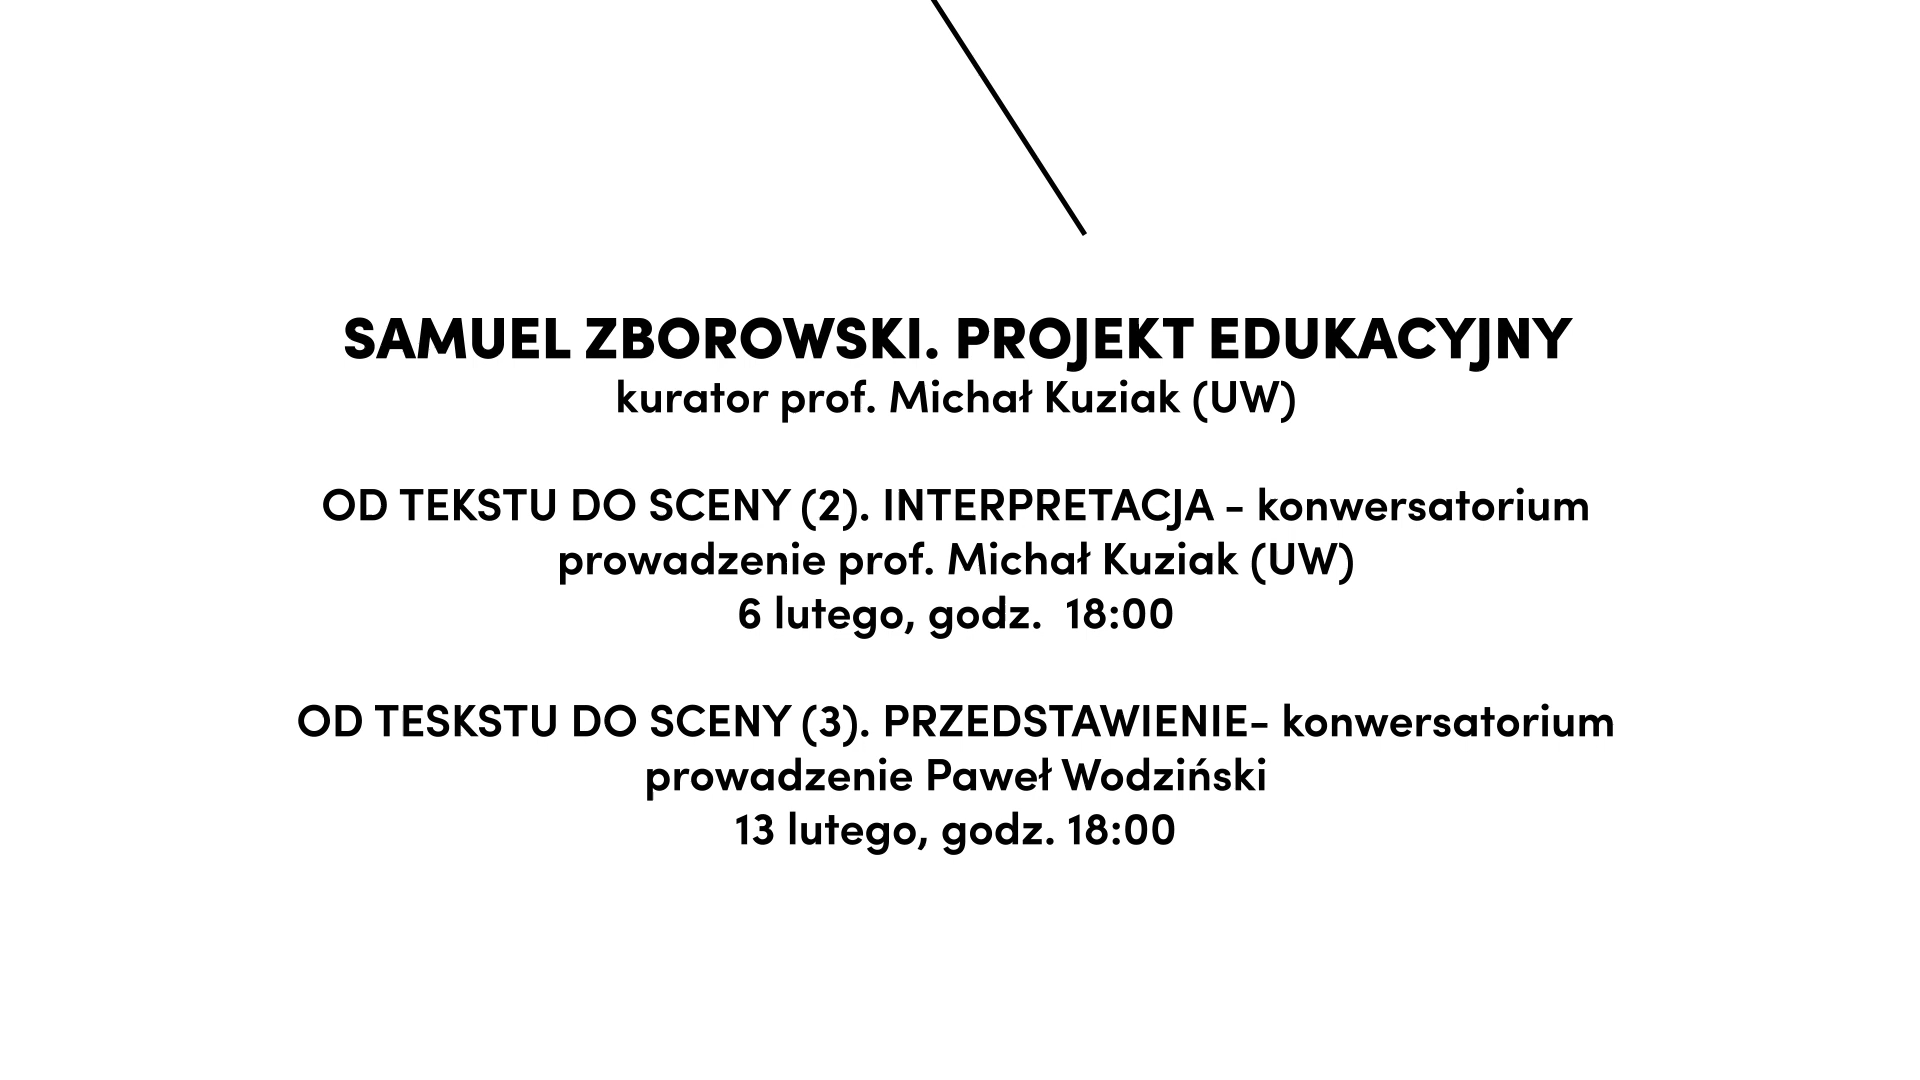 SAMUEL ZBOROWSKI. PROJEKT EDUKACYJNY
kurator prof. Michał Kuziak (UW)
OD TEKSTU DO SCENY (2). INTERPRETACJA - konwersatorium
prowadzenie prof. Michał Kuziak (UW)
6 lutego, godz.  18:00
OD TESKSTU DO SCENY (3). PRZEDSTAWIENIE- konwersatorium
prowadzenie Paweł Wodziński
13 lutego, godz. 18:00